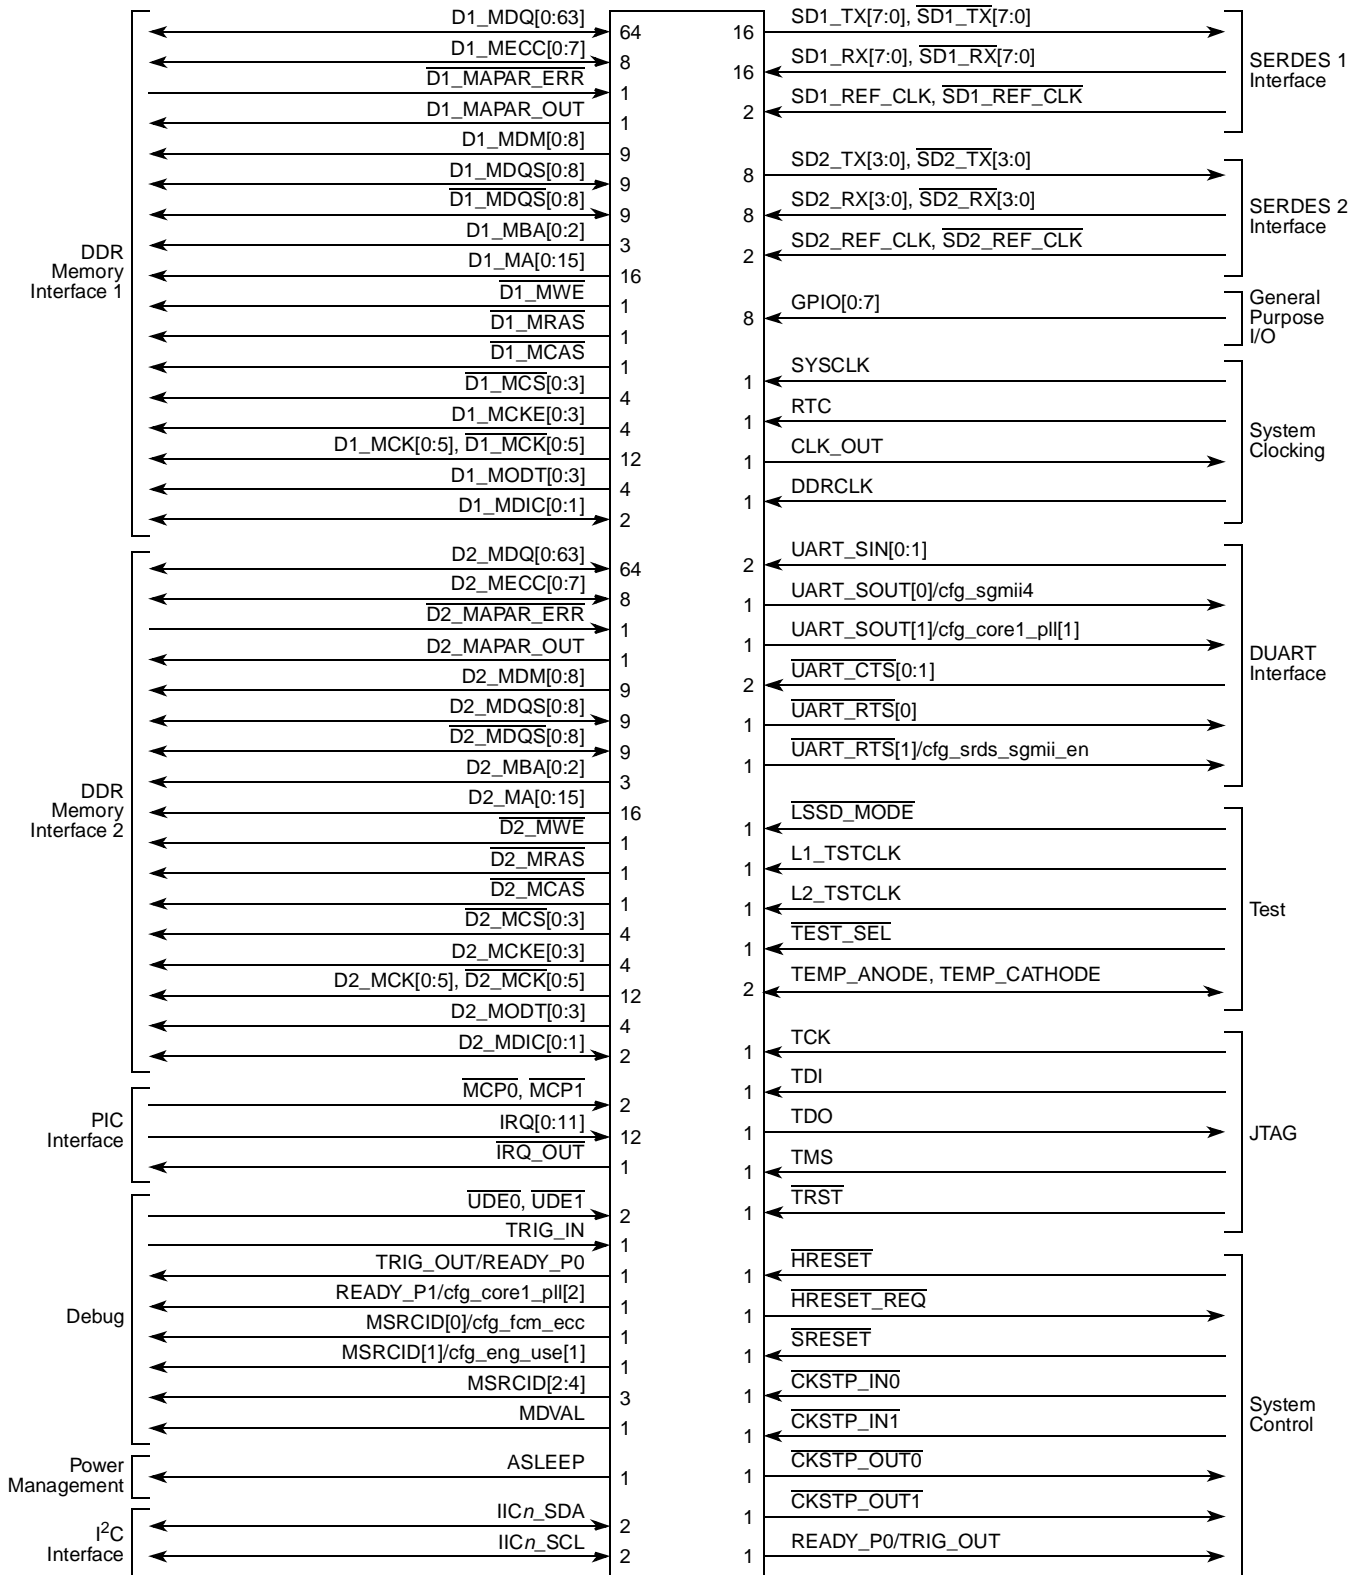 DDR
Memory
Interface 1
D1_MDQ[0:63] 64
D1_MECC[0:7] 8
D1_MAPAR_ERR 1
D1_MAPAR_OUT 1
D1_MDM[0:8] 9
D1_MDQS[0:8] 9
D1_MDQS[0:8] 9
D1_MBA[0:2] 3
D1_MA[0:15] 16
D1_MWE 1
D1_MRAS 1
D1_MCAS 1
D1_MCS[0:3] 4
D1_MCKE[0:3] 4
D1_MCK[0:5], D1_MCK[0:5] 12
D1_MODT[0:3] 4
D1_MDIC[0:1] 2
DDR
Memory
Interface 2
D2_MDQ[0:63] 64
D2_MECC[0:7] 8
D2_MAPAR_ERR 1
D2_MAPAR_OUT 1
D2_MDM[0:8] 9
D2_MDQS[0:8] 9
D2_MDQS[0:8] 9
D2_MBA[0:2] 3
D2_MA[0:15] 16
D2_MWE 1
D2_MRAS 1
D2_MCAS 1
D2_MCS[0:3] 4
D2_MCKE[0:3] 4
D2_MCK[0:5], D2_MCK[0:5] 12
D2_MODT[0:3] 4
D2_MDIC[0:1] 2
PIC
Interface
MCP0, MCP1 2
IRQ[0:11] 12
IRQ_OUT 1
Debug
UDE0, UDE1 2
TRIG_IN 1
TRIG_OUT/READY_P0 1
READY_P1/cfg_core1_pll[2] 1
MSRCID[0]/cfg_fcm_ecc 1
MSRCID[1]/cfg_eng_use[1] 1
MSRCID[2:4] 3
MDVAL 1
Power
Management
ASLEEP 1
I2C
Interface
IICn_SDA 2
IICn_SCL 2
16 SD1_TX[7:0], SD1_TX[7:0]
16 SD1_RX[7:0], SD1_RX[7:0]
2 SD1_REF_CLK, SD1_REF_CLK
SERDES 1
Interface
8 SD2_TX[3:0], SD2_TX[3:0]
8 SD2_RX[3:0], SD2_RX[3:0]
2 SD2_REF_CLK, SD2_REF_CLK
SERDES 2
Interface
8 GPIO[0:7]
General
Purpose
I/O
1 SYSCLK
1 RTC
1 CLK_OUT
1 DDRCLK
System
Clocking
2 UART_SIN[0:1]
1 UART_SOUT[0]/cfg_sgmii4
1 UART_SOUT[1]/cfg_core1_pll[1]
2 UART_CTS[0:1]
1 UART_RTS[0]
1 UART_RTS[1]/cfg_srds_sgmii_en
DUART
Interface
1 LSSD_MODE
1 L1_TSTCLK
1 L2_TSTCLK
1 TEST_SEL
2 TEMP_ANODE, TEMP_CATHODE
Test
1 TCK
1 TDI
1 TDO
1 TMS
1 TRST
JTAG
1 HRESET
1 HRESET_REQ
1 SRESET
1 CKSTP_IN0
1 CKSTP_IN1
1 CKSTP_OUT0
1 CKSTP_OUT1
1 READY_P0/TRIG_OUT
System
Control